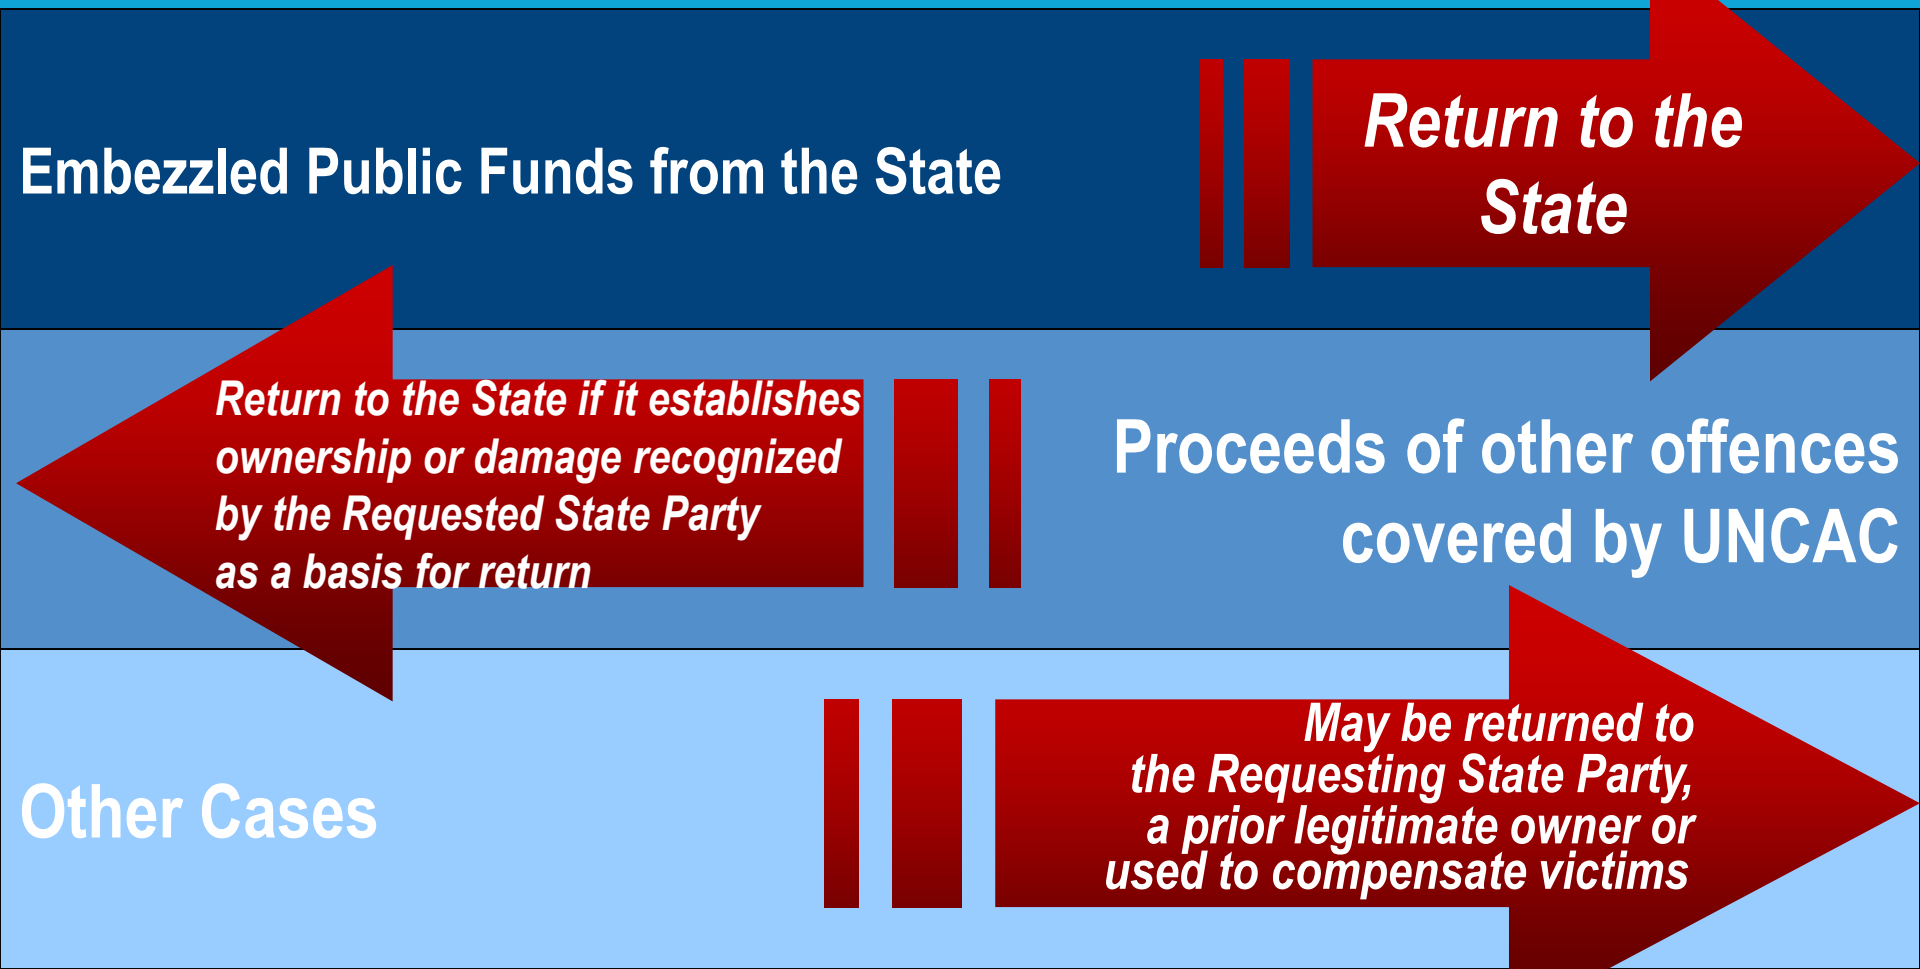 Embezzled Public Funds from the State
Return to the
State
Return to the State if it establishes
ownership or damage recognized
by the Requested State Party
as a basis for return
Proceeds of other offences
covered by UNCAC
Other Cases
May be returned to
the Requesting State Party,
a prior legitimate owner or
used to compensate victims